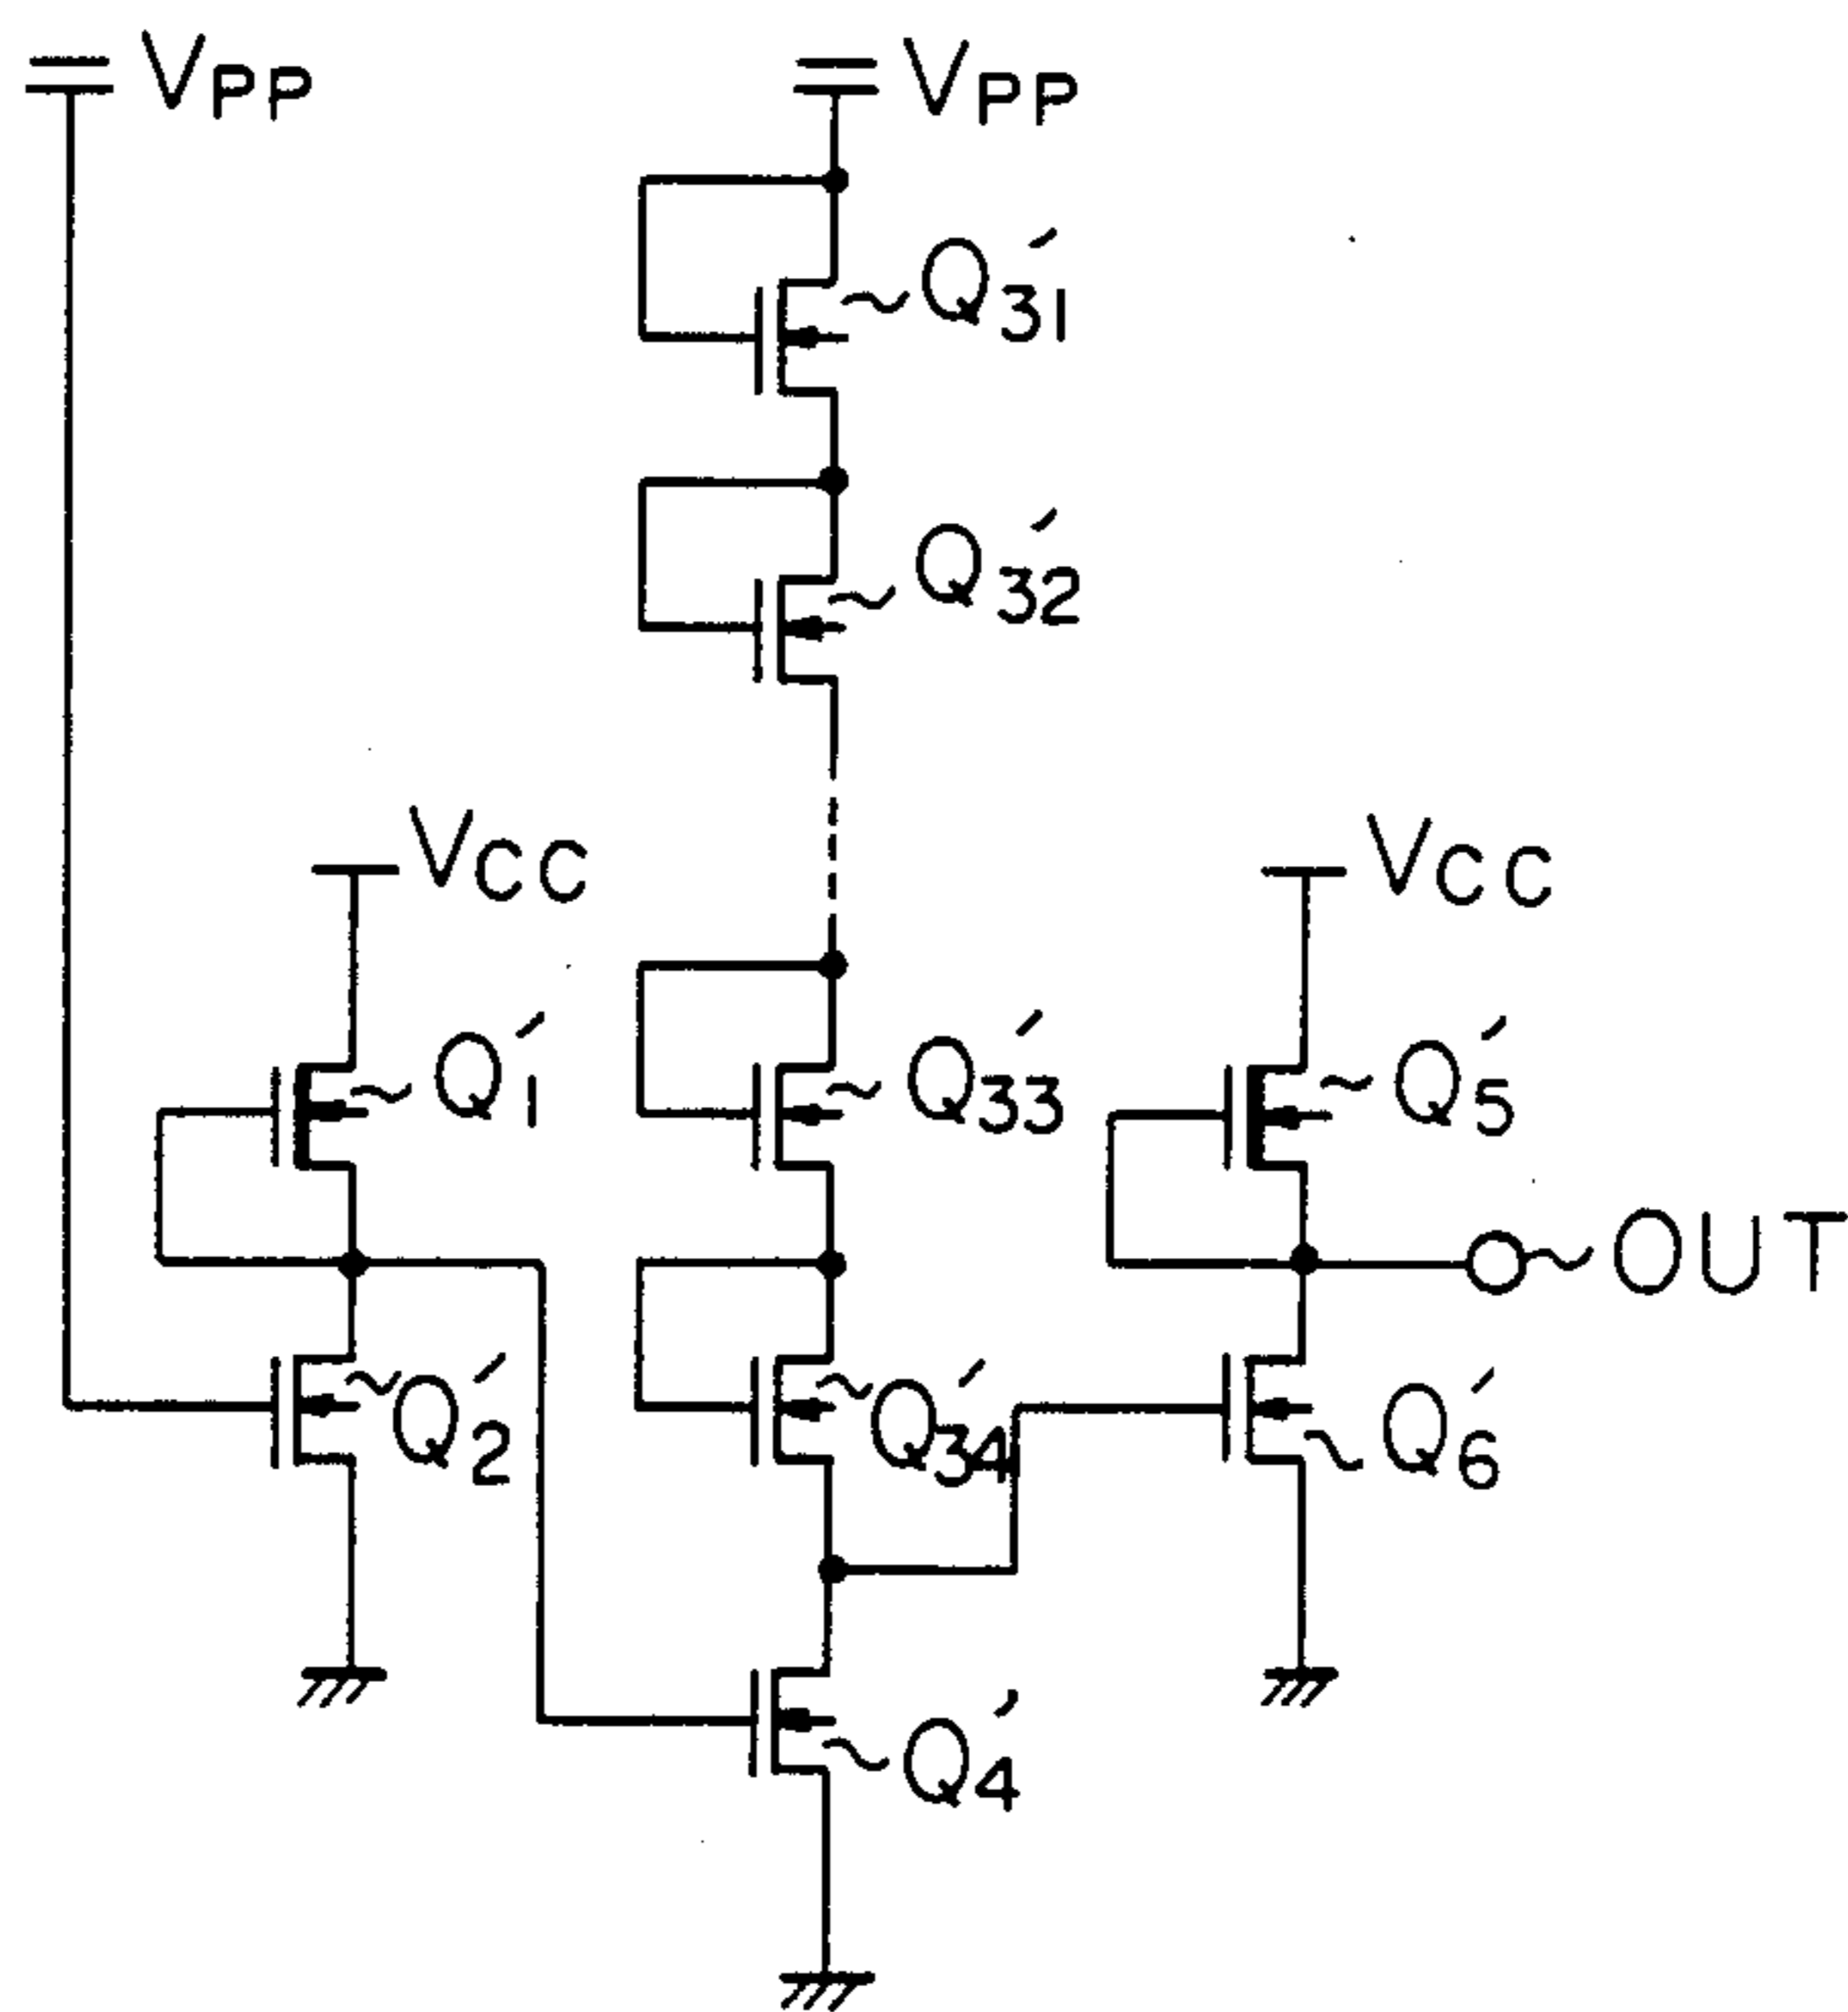 VPP
VPP
Q31′
Q32′
VCC
VCC
Q1′
Q33′
Q5′
OUT
Q2′
Q34′
Q6′
Q4′